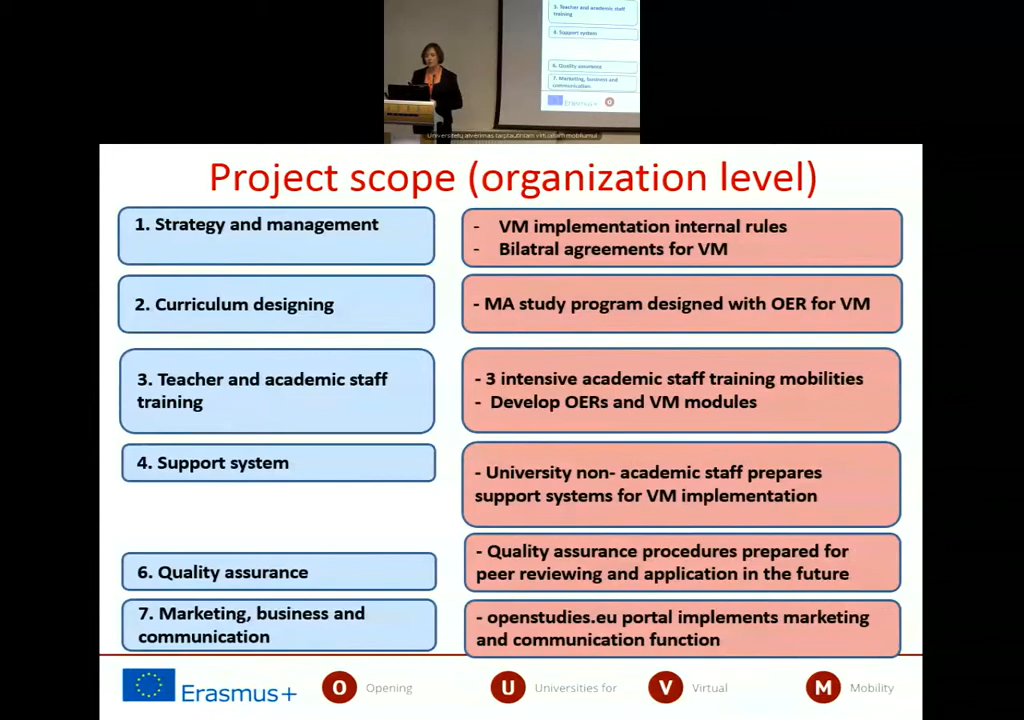 3. Teacher and academic staff
training
4. Support system
6. Quality assurance
7. Marketing, business and
communication
Erasmus+ O
Universitetų atvėrimas tarptautiniam virtualiam mobilumui
Project scope (organization level)
1. Strategy and management
- VM implementation internal rules
- Bilatral agreements for VM
2. Curriculum designing
- MA study program designed with OER for VM
3. Teacher and academic staff
training
- 3 intensive academic staff training mobilities
- Develop OERs and VM modules
4. Support system
- University non- academic staff prepares
support systems for VM implementation
6. Quality assurance
- Quality assurance procedures prepared for
peer reviewing and application in the future
7. Marketing, business and
communication
- openstudies.eu portal implements marketing
and communication function
Erasmus+ O Opening U Universities for V Virtual M Mobility